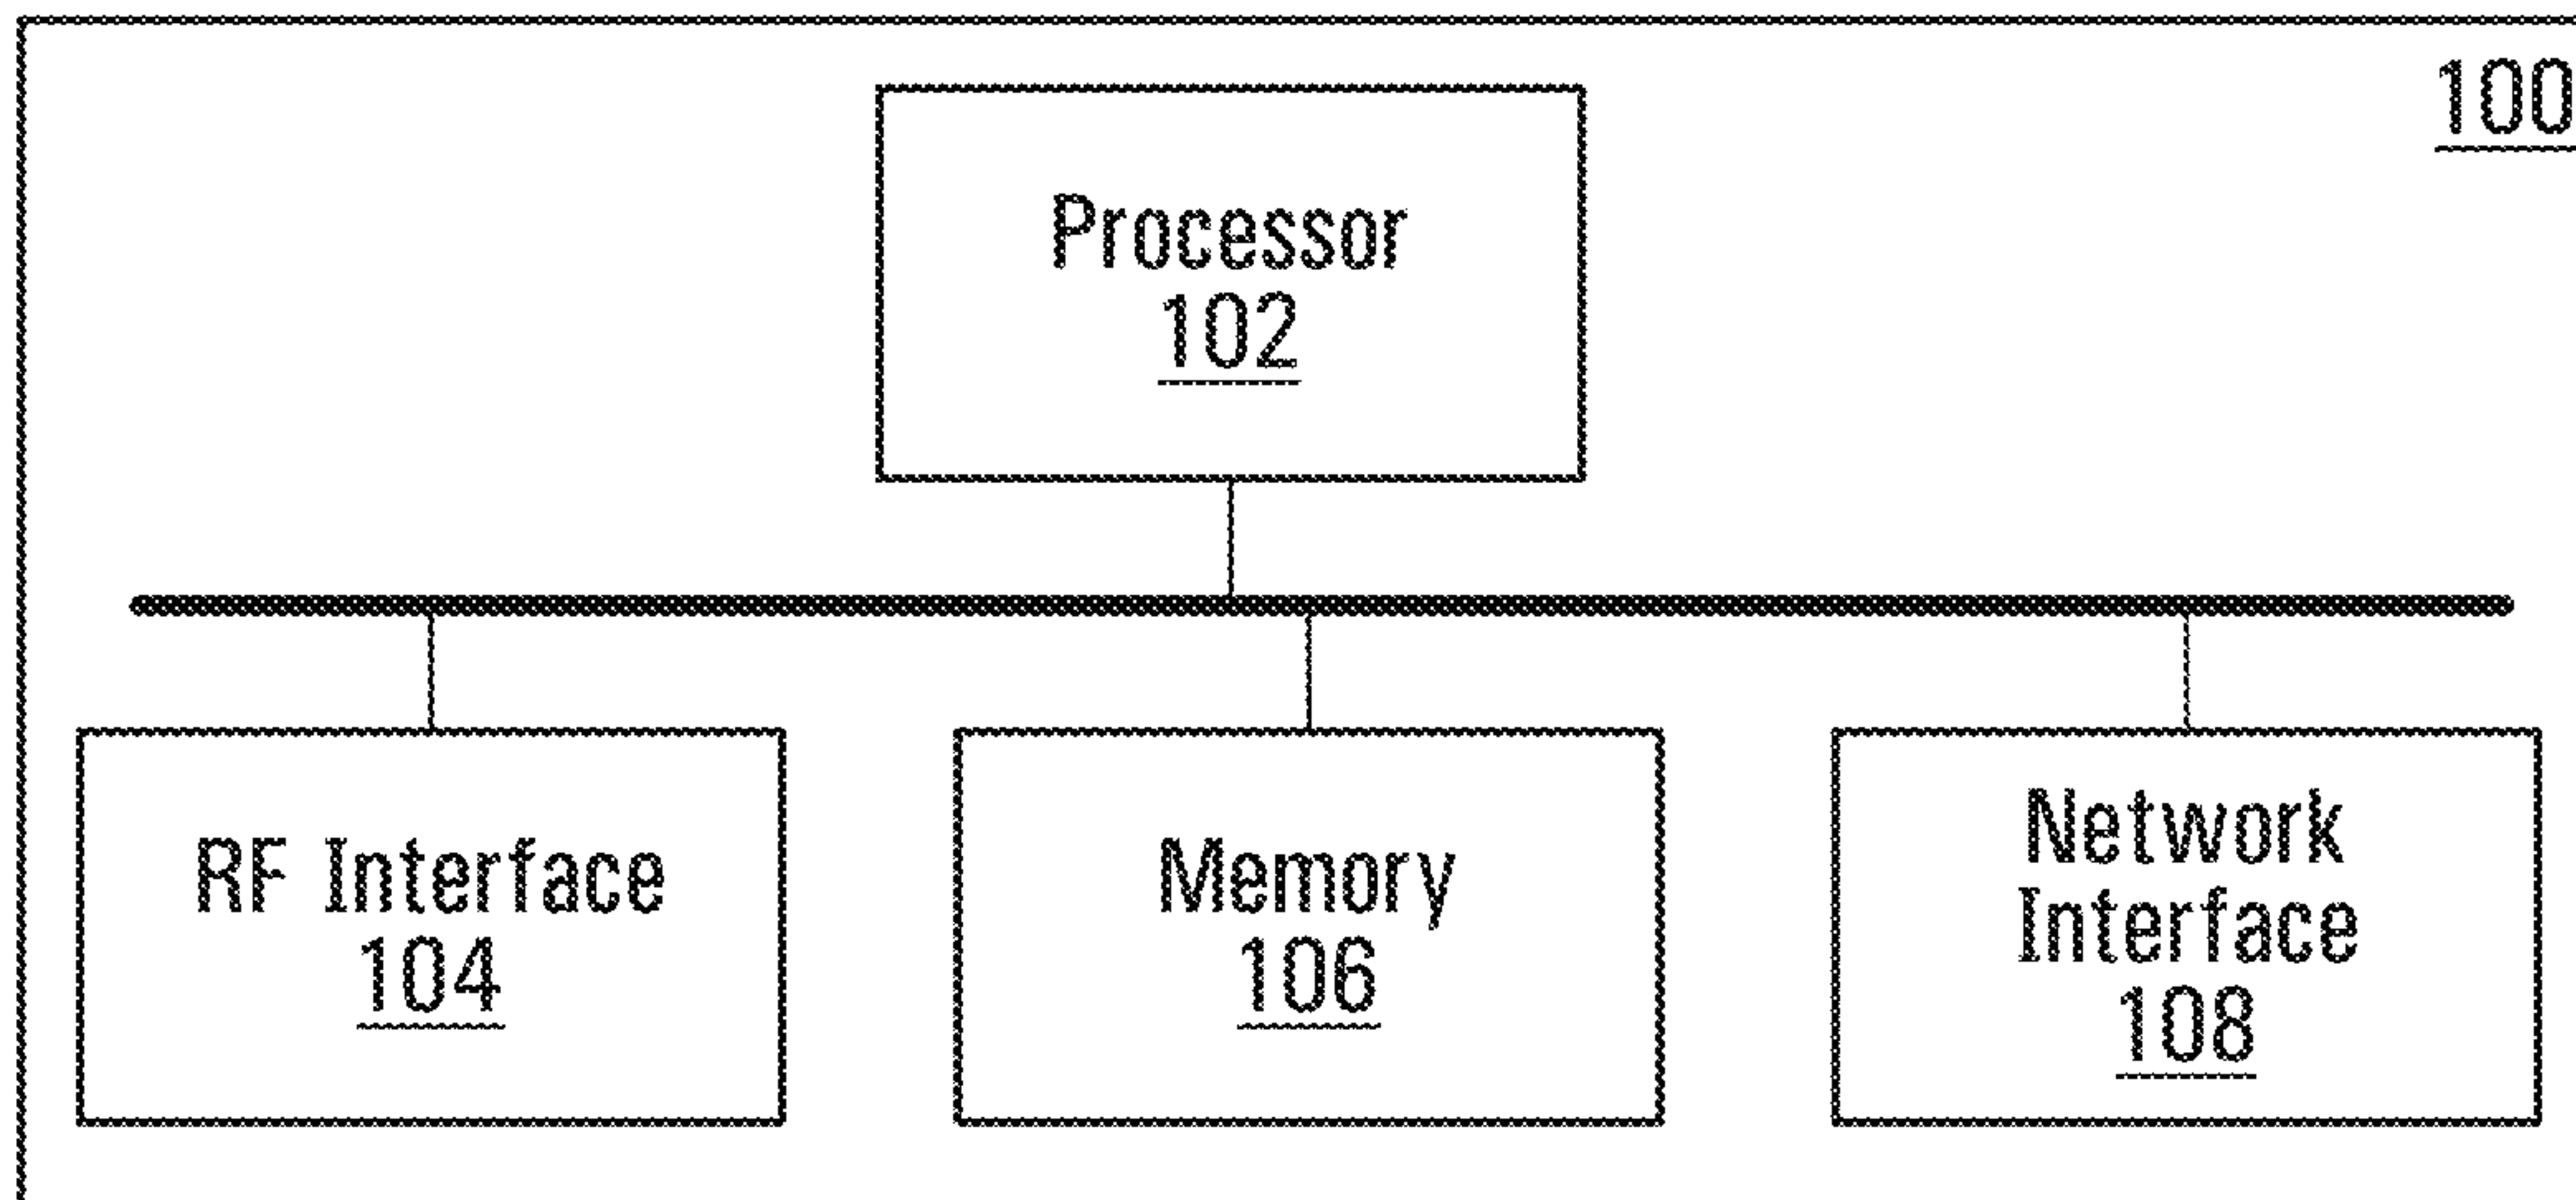 100
Processor
102
RF Interface
104
Memory
106
Network
Interface
108